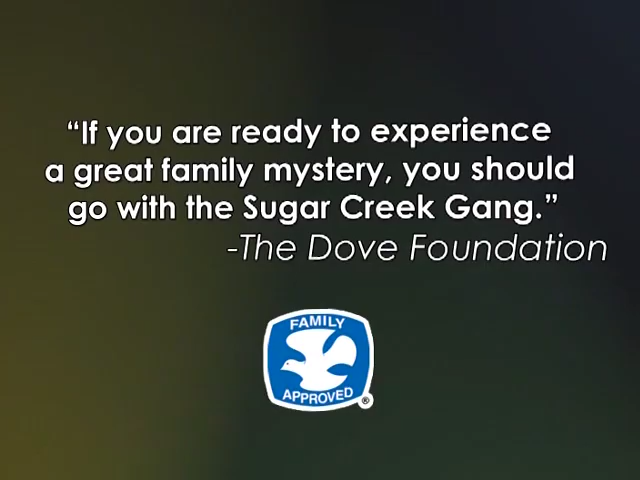 “If you are ready to experience
a great family mystery, you should
go with the Sugar Creek Gang.”
-The Dove Foundation
FAMILY
APPROVED
®